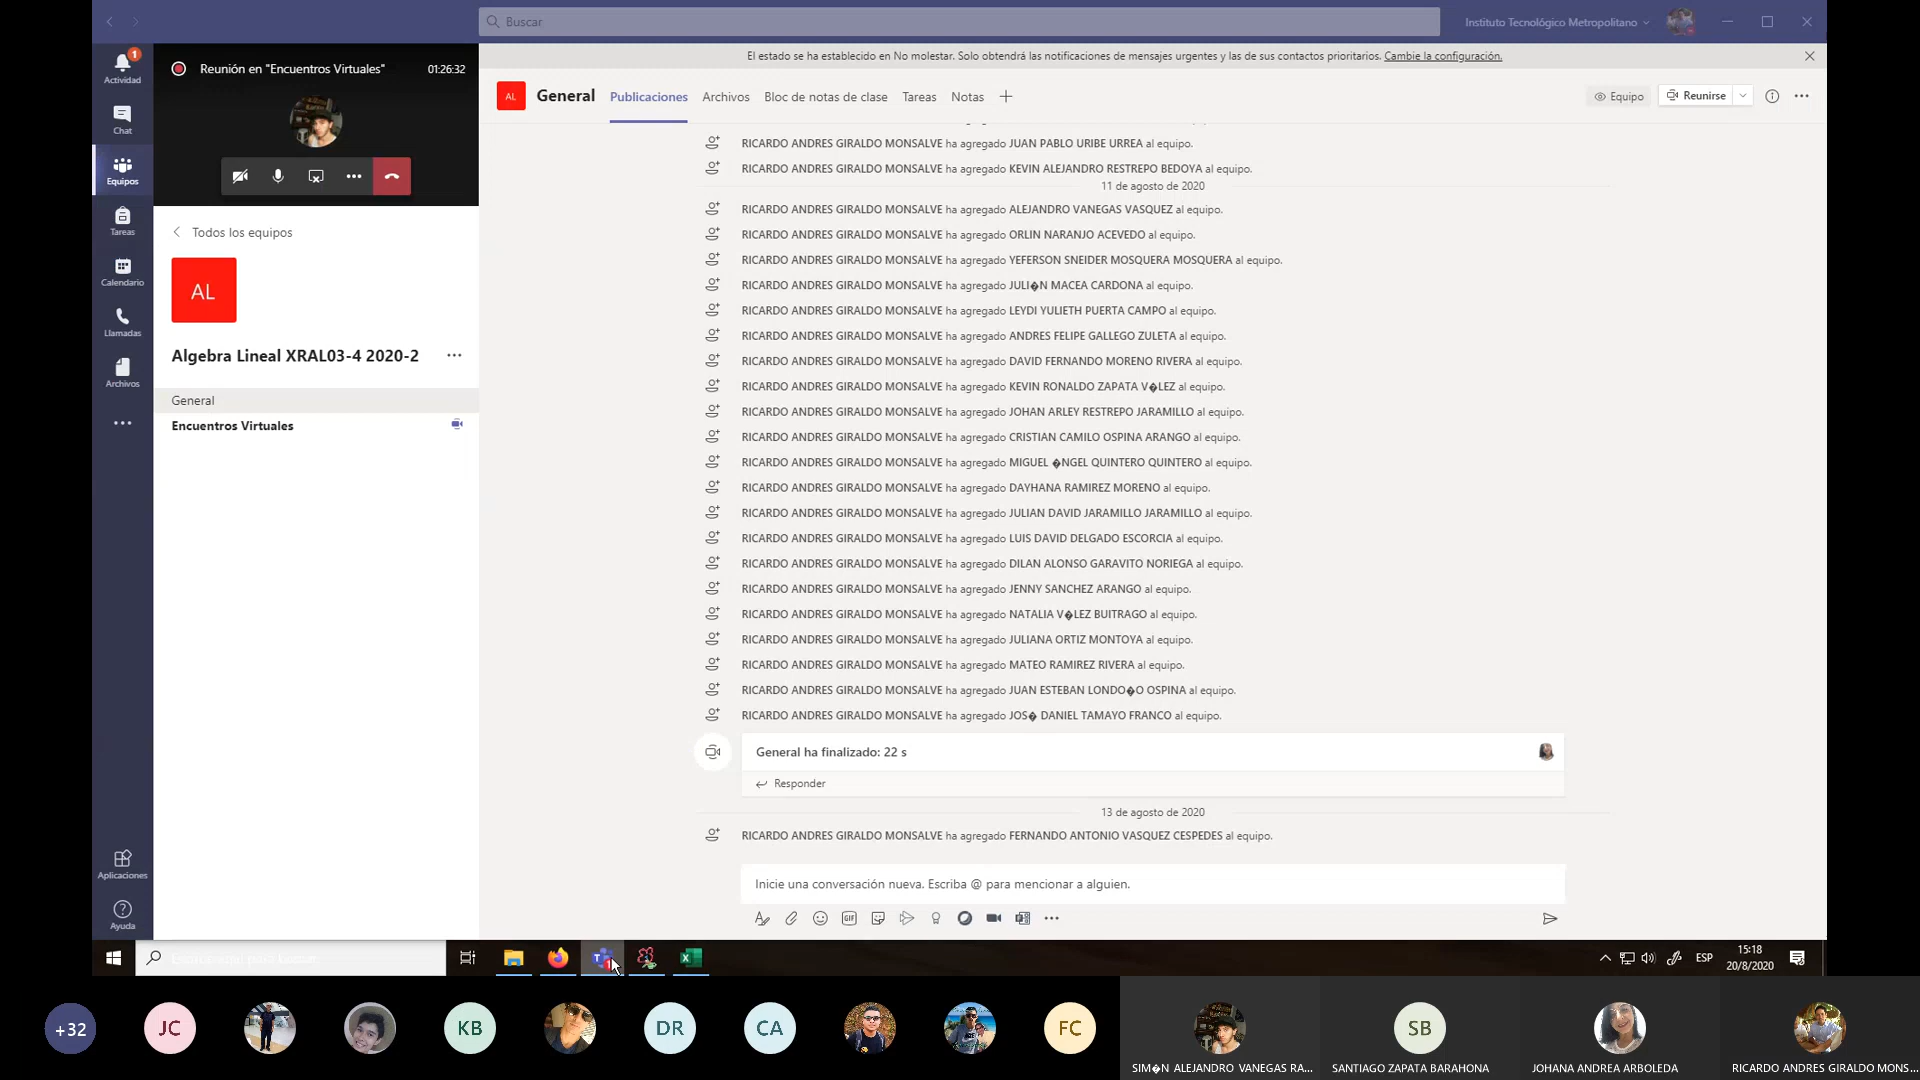 Buscar
Instituto Tecnológico Metropolitano
El estado se ha establecido en No molestar. Solo obtendrá las notificaciones de mensajes urgentes y las de sus contactos prioritarios. Cambie la configuración.
1
Actividad
Chat
Equipos
Tareas
Calendario
Llamadas
Archivos
Aplicaciones
Ayuda
Reunión en "Encuentros Virtuales"
01:26:32
Todos los equipos
AL
Algebra Lineal XRAL03-4 2020-2
General
Encuentros Virtuales
AL
General
Publicaciones
Archivos
Bloc de notas de clase
Tareas
Notas
Equipo
Reunirse
RICARDO ANDRES GIRALDO MONSALVE ha agregado JUAN PABLO URIBE URREA al equipo.
RICARDO ANDRES GIRALDO MONSALVE ha agregado KEVIN ALEJANDRO RESTREPO BEDOYA al equipo.
11 de agosto de 2020
RICARDO ANDRES GIRALDO MONSALVE ha agregado ALEJANDRO VANEGAS VASQUEZ al equipo.
RICARDO ANDRES GIRALDO MONSALVE ha agregado ORLIN NARANJO ACEVEDO al equipo.
RICARDO ANDRES GIRALDO MONSALVE ha agregado YEFERSON SNEIDER MOSQUERA MOSQUERA al equipo.
RICARDO ANDRES GIRALDO MONSALVE ha agregado JULI�N MACEA CARDONA al equipo.
RICARDO ANDRES GIRALDO MONSALVE ha agregado LEYDI YULIETH PUERTA CAMPO al equipo.
RICARDO ANDRES GIRALDO MONSALVE ha agregado ANDRES FELIPE GALLEGO ZULETA al equipo.
RICARDO ANDRES GIRALDO MONSALVE ha agregado DAVID FERNANDO MORENO RIVERA al equipo.
RICARDO ANDRES GIRALDO MONSALVE ha agregado KEVIN RONALDO ZAPATA V�LEZ al equipo.
RICARDO ANDRES GIRALDO MONSALVE ha agregado JOHAN ARLEY RESTREPO JARAMILLO al equipo.
RICARDO ANDRES GIRALDO MONSALVE ha agregado CRISTIAN CAMILO OSPINA ARANGO al equipo.
RICARDO ANDRES GIRALDO MONSALVE ha agregado MIGUEL �NGEL QUINTERO QUINTERO al equipo.
RICARDO ANDRES GIRALDO MONSALVE ha agregado DAYHANA RAMIREZ MORENO al equipo.
RICARDO ANDRES GIRALDO MONSALVE ha agregado JULIAN DAVID JARAMILLO JARAMILLO al equipo.
RICARDO ANDRES GIRALDO MONSALVE ha agregado LUIS DAVID DELGADO ESCORCIA al equipo.
RICARDO ANDRES GIRALDO MONSALVE ha agregado DILAN ALONSO GARAVITO NORIEGA al equipo.
RICARDO ANDRES GIRALDO MONSALVE ha agregado JENNY SANCHEZ ARANGO al equipo.
RICARDO ANDRES GIRALDO MONSALVE ha agregado NATALIA V�LEZ BUITRAGO al equipo.
RICARDO ANDRES GIRALDO MONSALVE ha agregado JULIANA ORTIZ MONTOYA al equipo.
RICARDO ANDRES GIRALDO MONSALVE ha agregado MATEO RAMIREZ RIVERA al equipo.
RICARDO ANDRES GIRALDO MONSALVE ha agregado JUAN ESTEBAN LONDO�O OSPINA al equipo.
RICARDO ANDRES GIRALDO MONSALVE ha agregado JOS� DANIEL TAMAYO FRANCO al equipo.
General ha finalizado: 22 s
Responder
13 de agosto de 2020
RICARDO ANDRES GIRALDO MONSALVE ha agregado FERNANDO ANTONIO VASQUEZ CESPEDES al equipo.
Inicie una conversación nueva. Escriba @ para mencionar a alguien.
GIF
ESP
15:18
20/8/2020
+32
JC
KB
DR
CA
FC
SB
SIM�N ALEJANDRO VANEGAS RA...
SANTIAGO ZAPATA BARAHONA
JOHANA ANDREA ARBOLEDA
RICARDO ANDRES GIRALDO MONS...